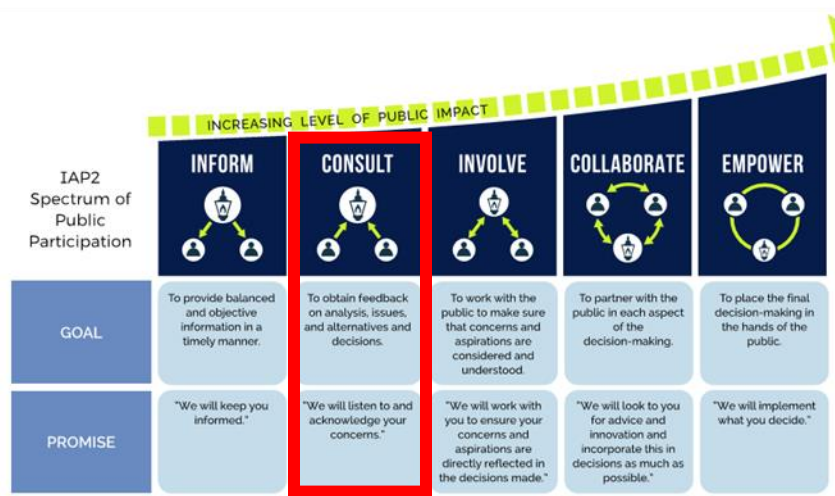 INCREASING LEVEL OF PUBLIC IMPACT
IAP2
Spectrum of
Public
Participation
INFORM
CONSULT
INVOLVE
COLLABORATE
EMPOWER
GOAL
To provide balanced
and objective
information in a
timely manner.
To obtain feedback
on analysis, issues,
and alternatives and
decisions.
To work with the
public to make sure
that concerns and
aspirations are
considered and
understood.
To partner with the
public in each aspect
of the
decision-making.
To place the final
decision-making in
the hands of the
public.
PROMISE
"We will keep you
informed."
"We will listen to and
acknowledge your
concerns."
"We will work with
you to ensure your
concerns and
aspirations are
directly reflected in
the decisions made."
"We will look to you
for advice and
innovation and
incorporate this in
decisions as much as
possible."
"We will implement
what you decide."